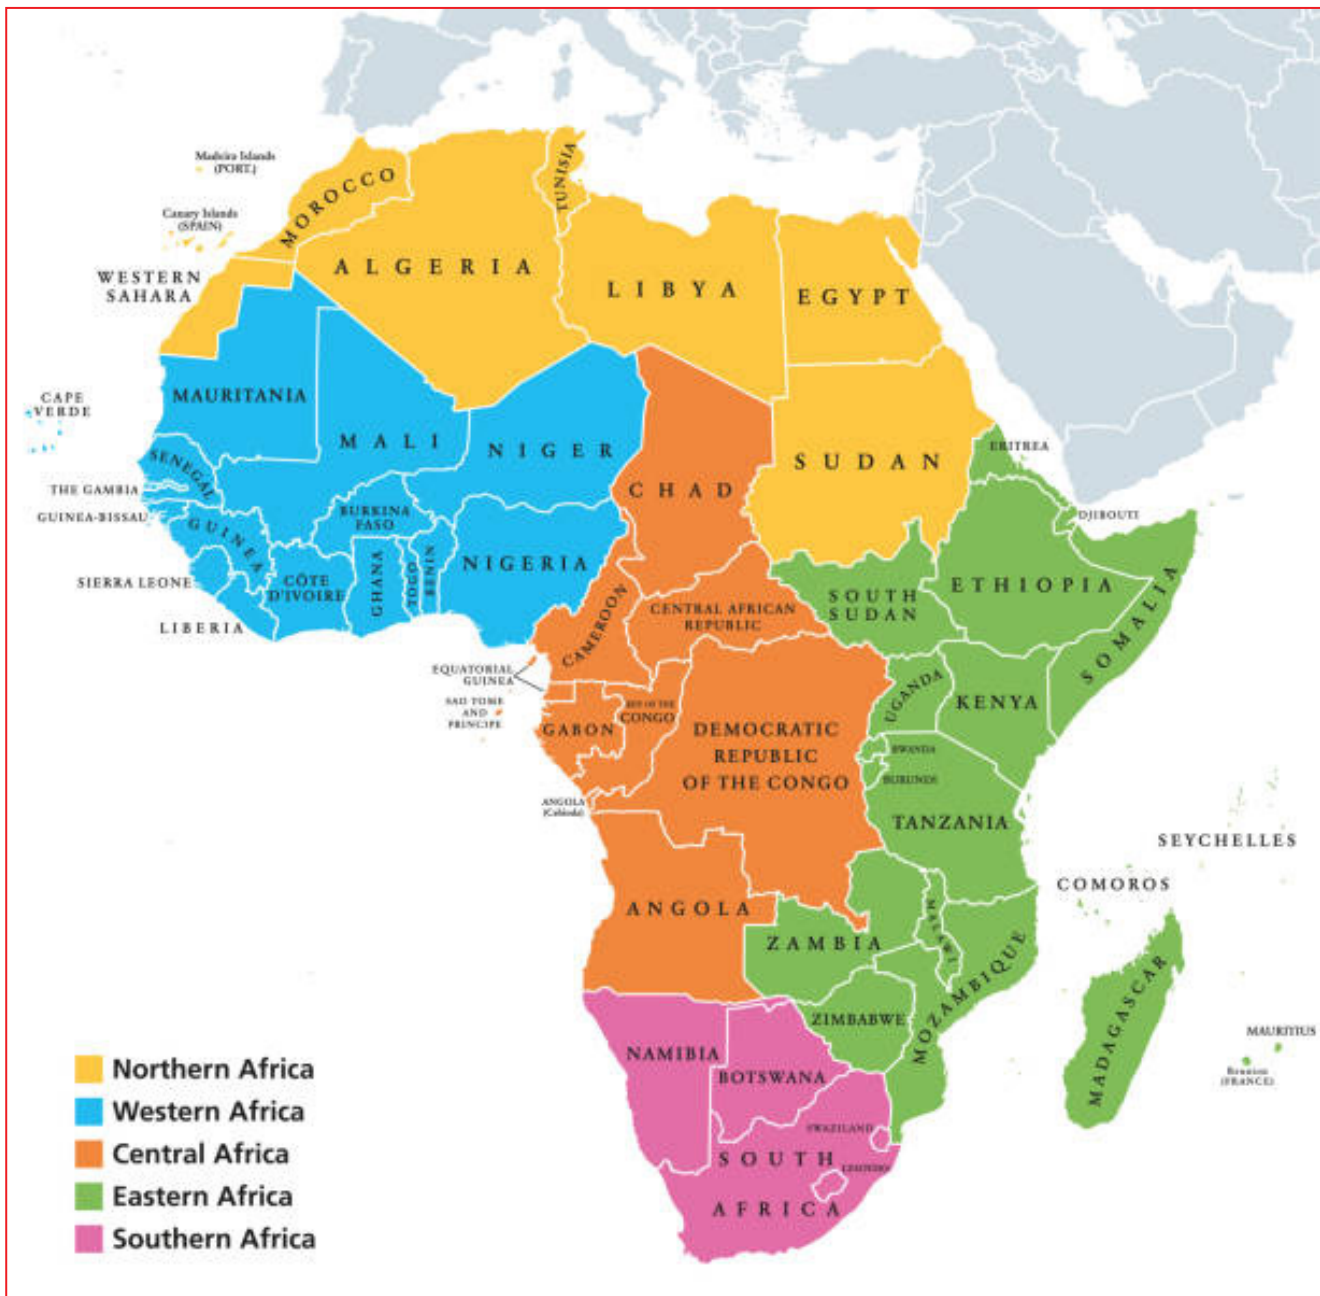 Madeira Islands
(PORT.)
Canary Islands
(SPAIN)
MOROCCO
TUNISIA
ALGERIA
LIBYA
EGYPT
WESTERN
SAHARA
CAPE
VERDE
MAURITANIA
MALI
NIGER
CHAD
SUDAN
ERITREA
SENEGAL
THE GAMBIA
GUINEA-BISSAU
GUINEA
BURKINA
FASO
DJIBOUTI
SIERRA LEONE
LIBERIA
CÔTE
D'IVOIRE
GHANA
TOGO
BENIN
NIGERIA
CAMEROON
CENTRAL AFRICAN
REPUBLIC
SOUTH
SUDAN
ETHIOPIA
SOMALIA
EQUATORIAL
GUINEA
SAO TOME
AND
PRINCIPE
GABON
REP. OF THE
CONGO
DEMOCRATIC
REPUBLIC
OF THE CONGO
UGANDA
KENYA
RWANDA
BURUNDI
TANZANIA
ANGOLA
(Cabinda)
SEYCHELLES
COMOROS
ANGOLA
ZAMBIA
MALAWI
MOZAMBIQUE
ZIMBABWE
MADAGASCAR
MAURITIUS
Reunion
(FRANCE)
NAMIBIA
BOTSWANA
SWAZILAND
LESOTHO
SOUTH
AFRICA
Northern Africa
Western Africa
Central Africa
Eastern Africa
Southern Africa